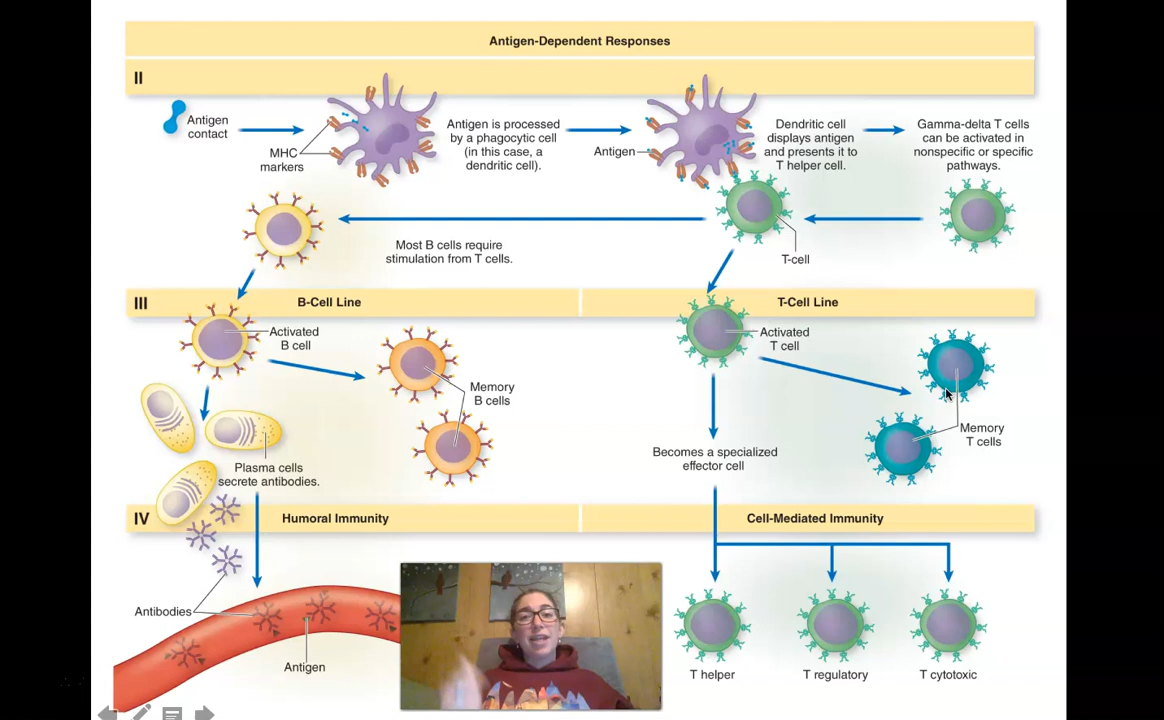 Antigen-Dependent Responses
II
Antigen
contact
MHC
markers
Antigen is processed
by a phagocytic cell
(in this case, a
dendritic cell).
Antigen
Dendritic cell
displays antigen
and presents it to
T helper cell.
Gamma-delta T cells
can be activated in
nonspecific or specific
pathways.
Most B cells require
stimulation from T cells.
T-cell
III
B-Cell Line
T-Cell Line
Activated
B cell
Memory
B cells
Activated
T cell
Memory
T cells
Plasma cells
secrete antibodies.
Becomes a specialized
effector cell
IV
Humoral Immunity
Cell-Mediated Immunity
Antibodies
Antigen
T helper
T regulatory
T cytotoxic